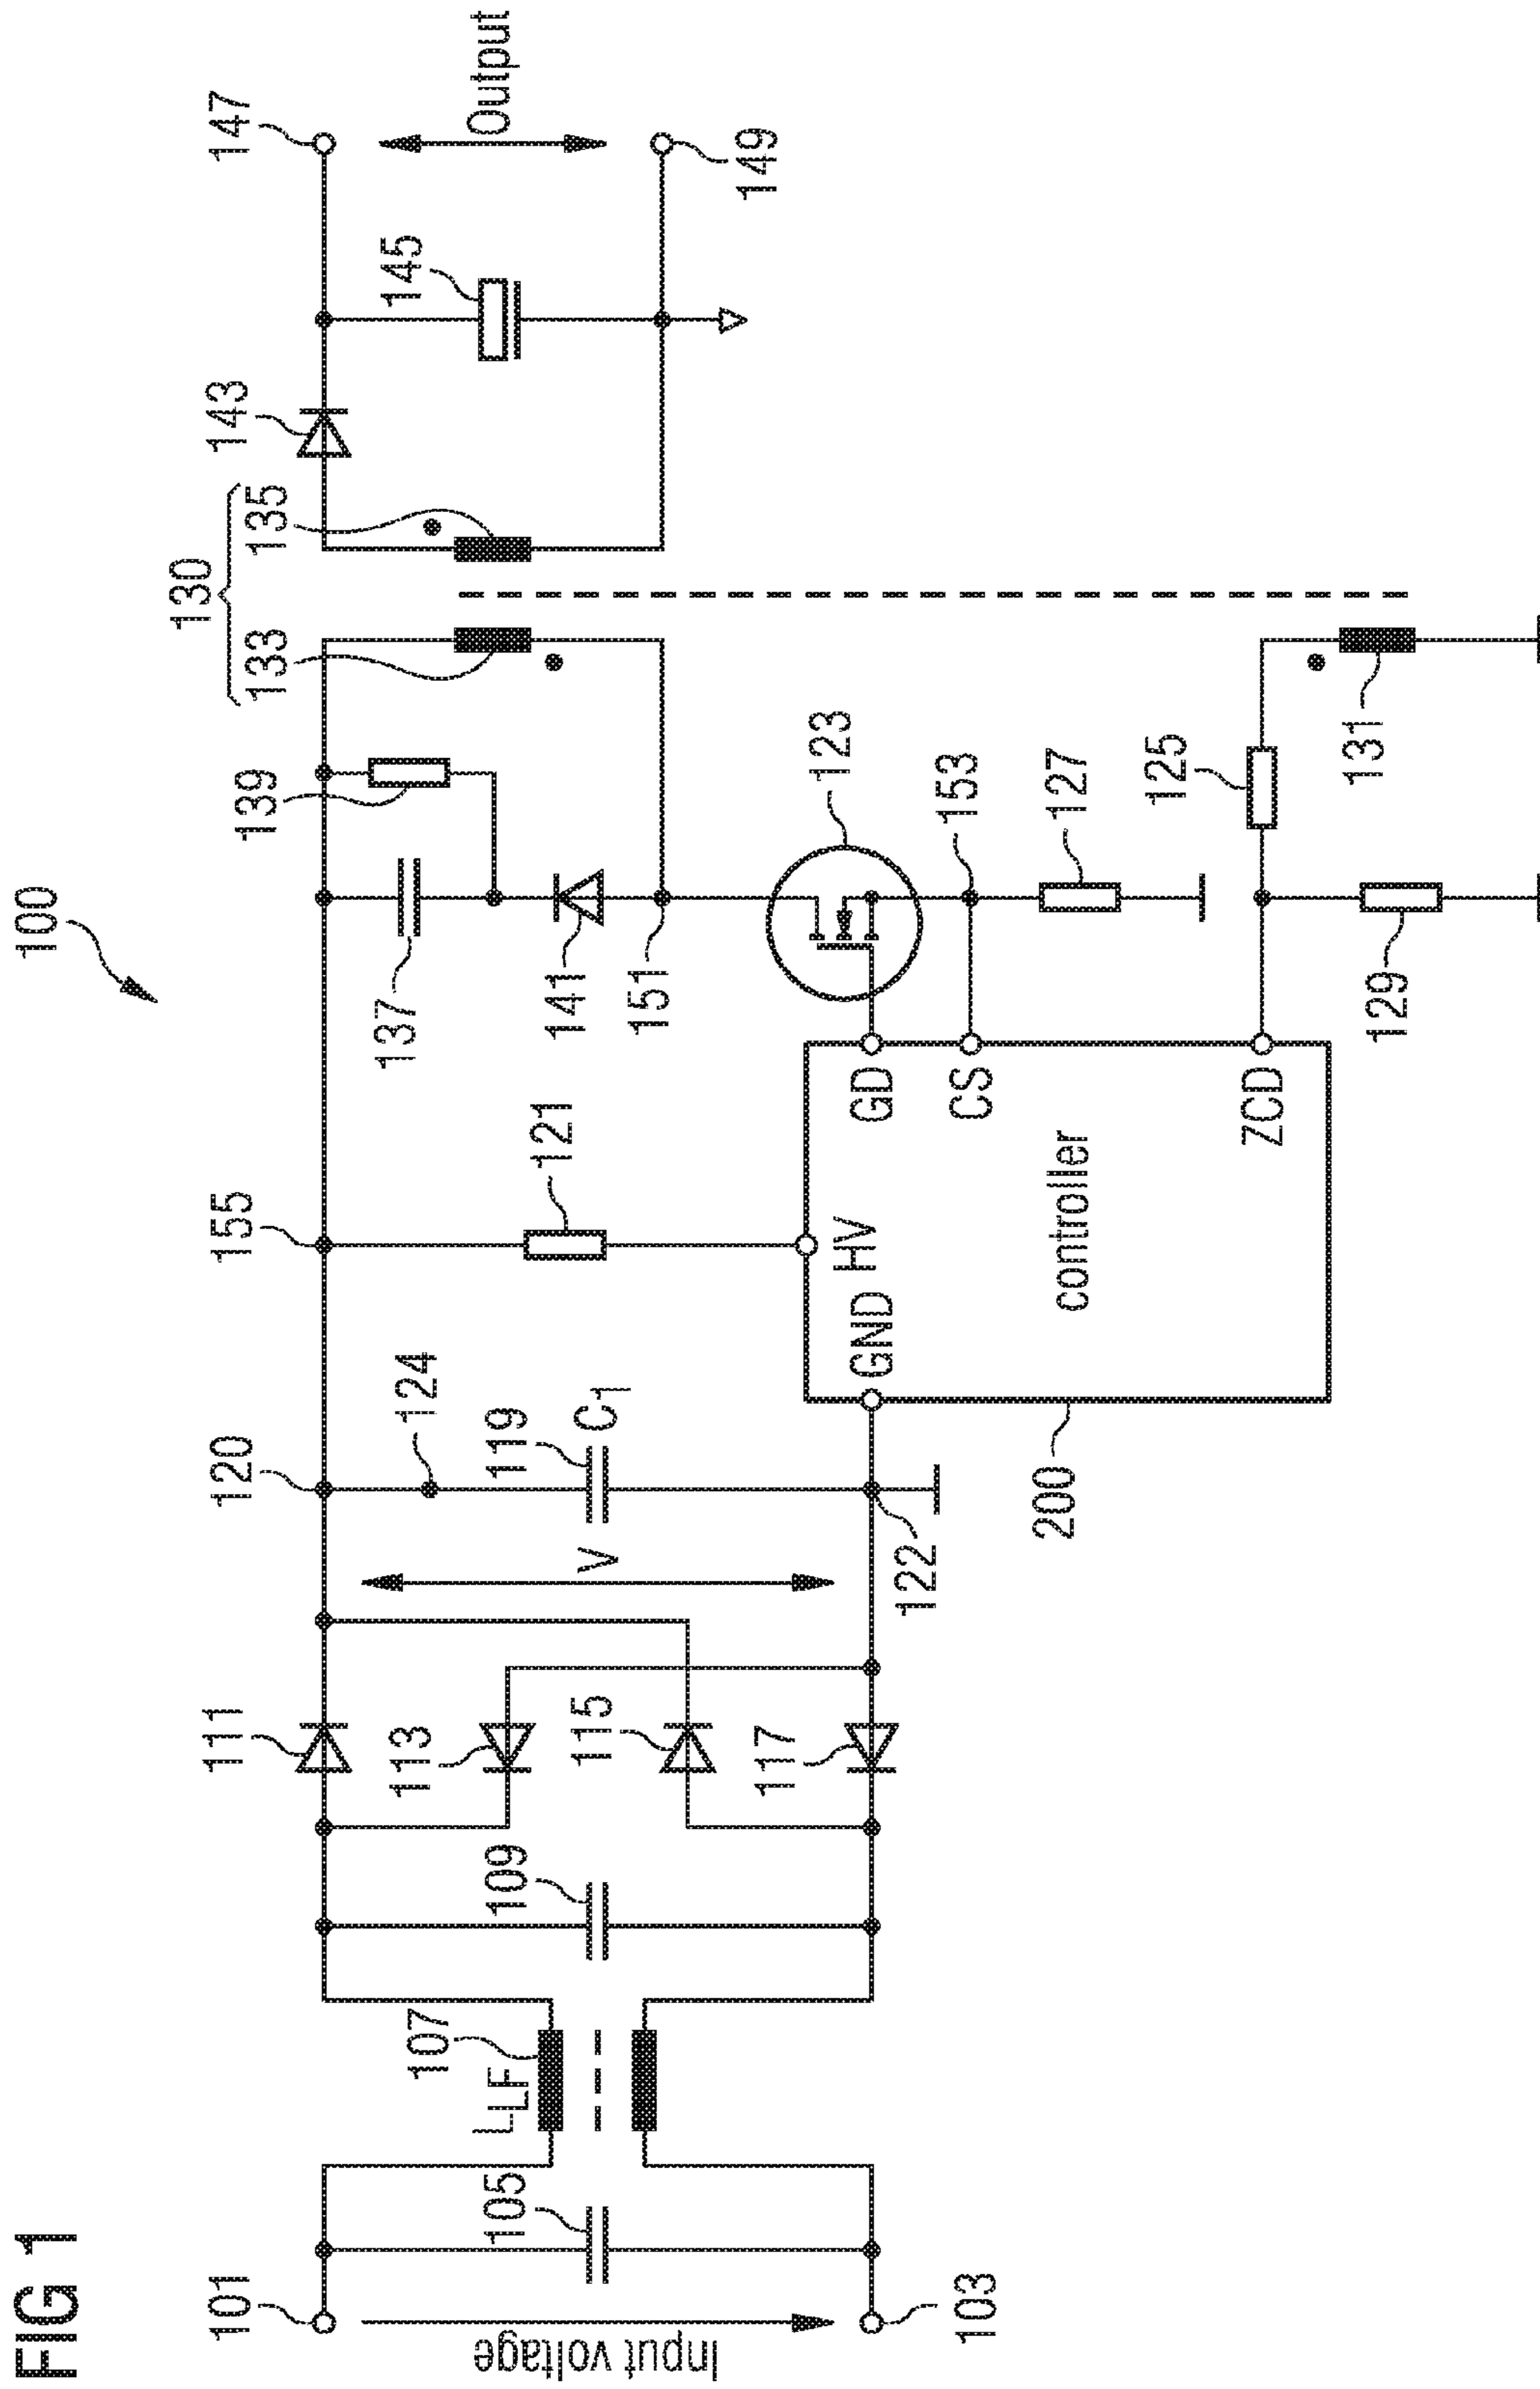 FIG 1
100
130
101
111
120
155
147
143
133
135
139
124
107
L_LF
105
109
113
115
117
119
C1
V
121
137
141
151
145
Output
149
123
153
127
125
131
129
Input voltage
103
122
200
GND
HV
GD
CS
ZCD
controller